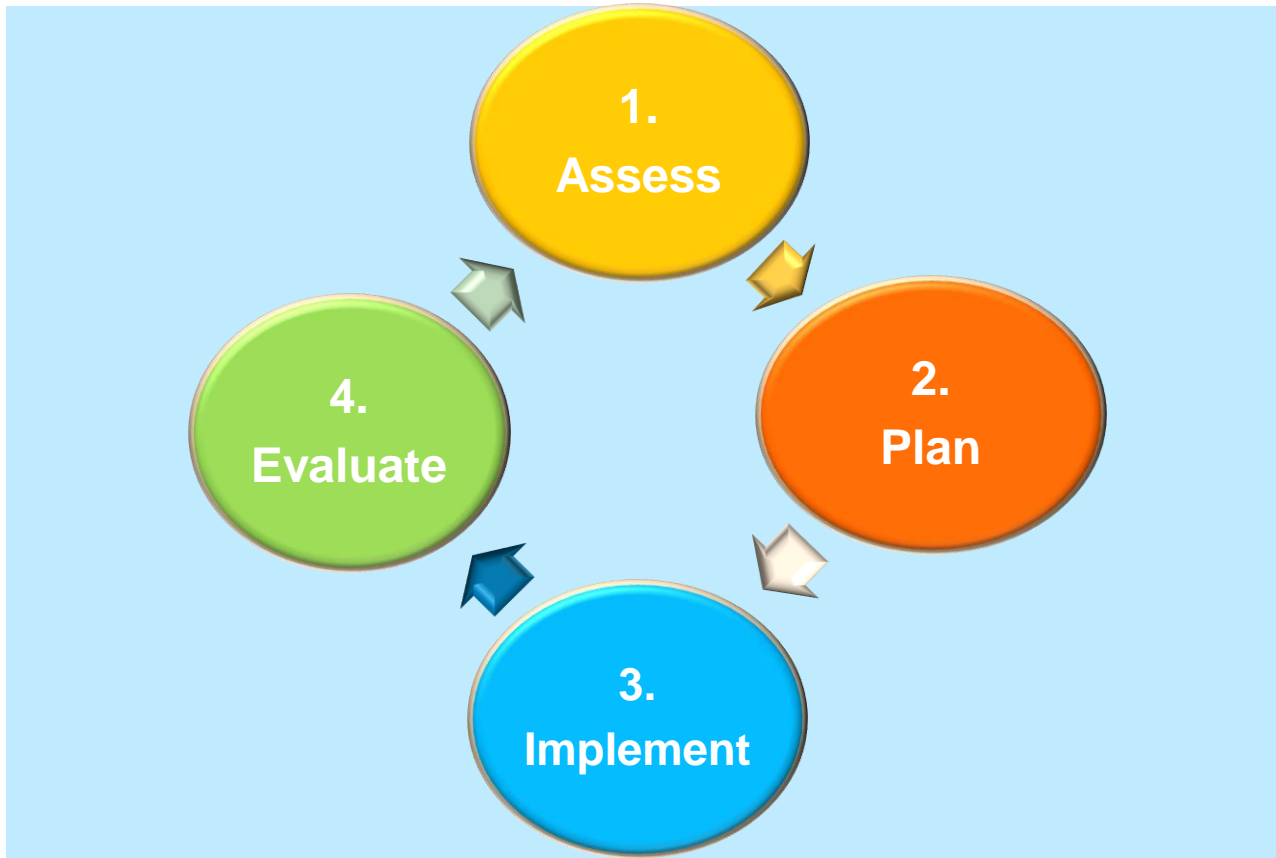 1.
Assess
2.
Plan
3.
Implement
4.
Evaluate